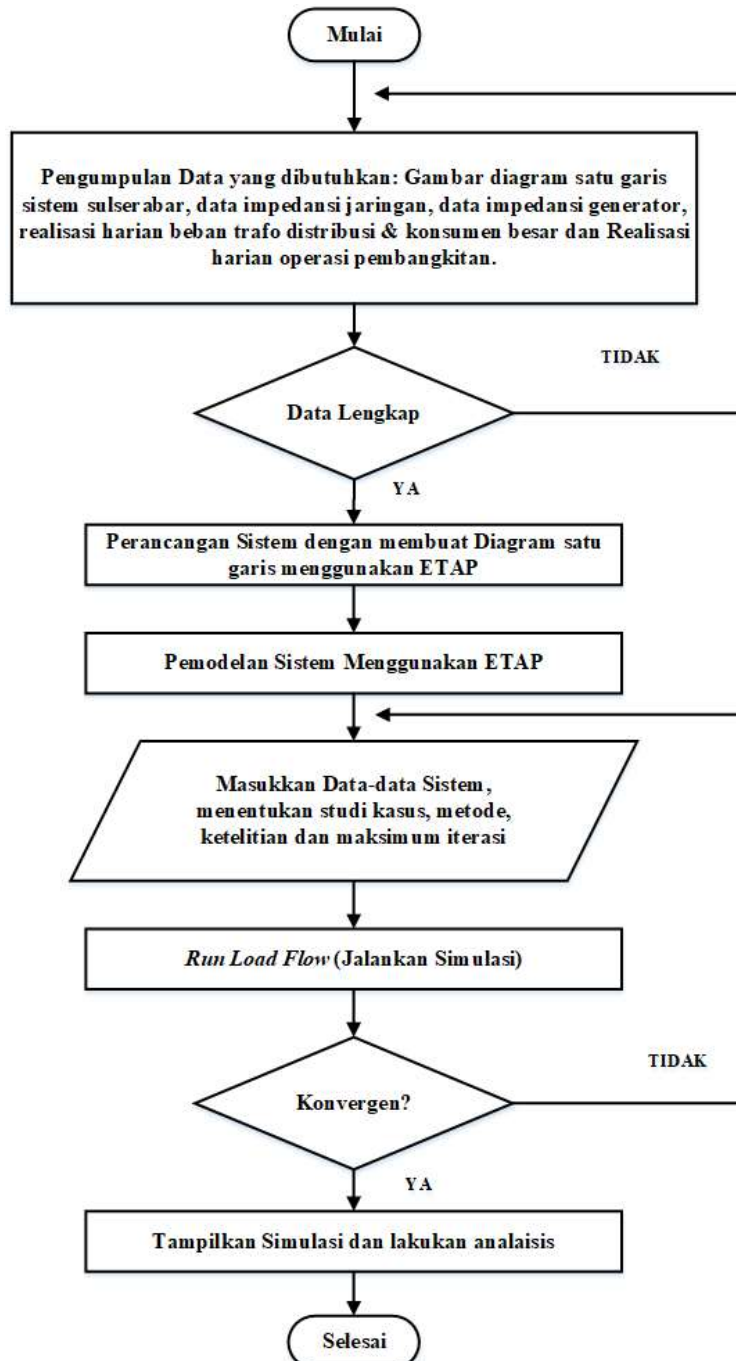 Mulai
Pengumpulan Data yang dibutuhkan: Gambar diagram satu garis
sistem sulserabar, data impedansi jaringan, data impedansi generator,
realisasi harian beban trafo distribusi & konsumen besar dan Realisasi
harian operasi pembangkitan.
TIDAK
Data Lengkap
YA
Perancangan Sistem dengan membuat Diagram satu
garis menggunakan ETAP
Pemodelan Sistem Menggunakan ETAP
Masukkan Data-data Sistem,
menentukan studi kasus, metode,
ketelitian dan maksimum iterasi
Run Load Flow (Jalankan Simulasi)
TIDAK
Konvergen?
YA
Tampilkan Simulasi dan lakukan analaisis
Selesai